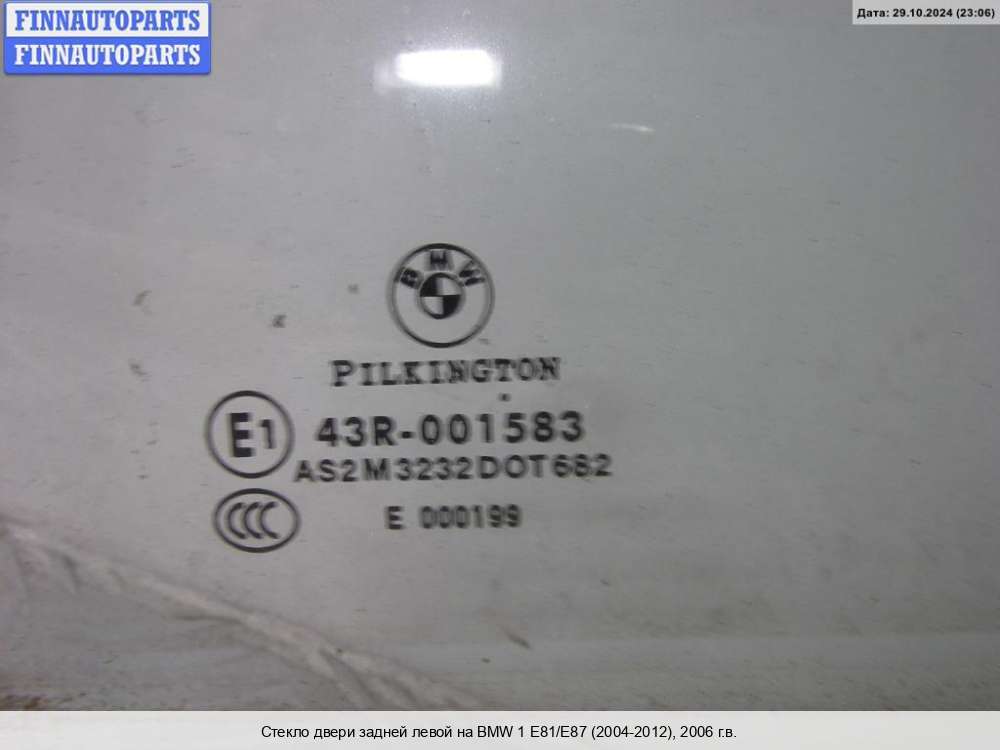 FINNAUTOPARTS
FINNAUTOPARTS
Дата: 29.10.2024 (23:06)
BMW
PILKINGTON
E1 43R-001583
AS2M3232DOT682
CCC E 000199
Стекло двери задней левой на BMW 1 E81/E87 (2004-2012), 2006 г.в.